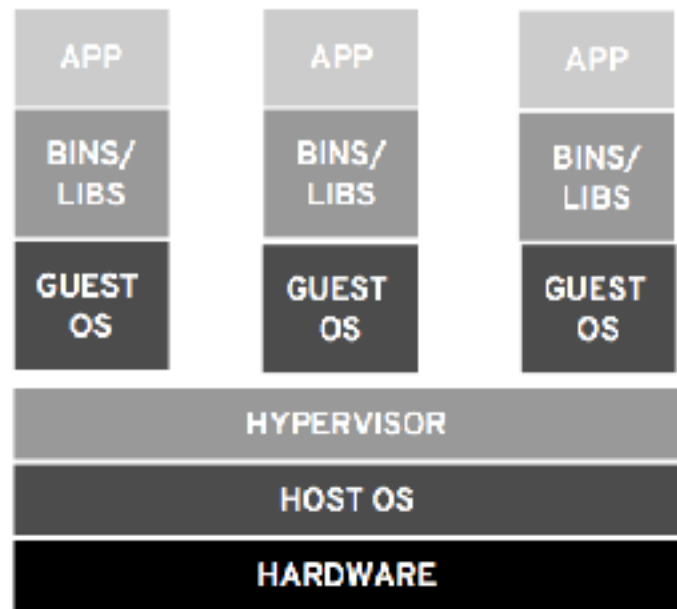 APP
APP
APP
BINS/
LIBS
BINS/
LIBS
BINS/
LIBS
GUEST
OS
GUEST
OS
GUEST
OS
HYPERVISOR
HOST OS
HARDWARE